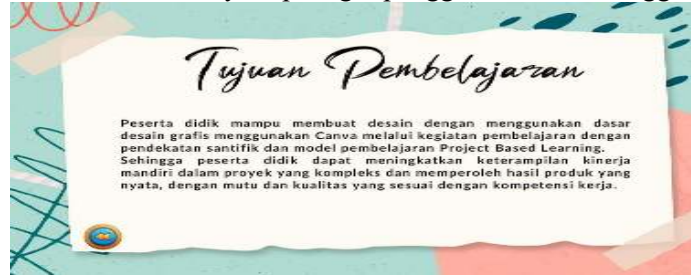 Tujuan Pembelajaran
Peserta didik mampu membuat desain dengan menggunakan dasar
desain grafis menggunakan Canva melalui kegiatan pembelajaran dengan
pendekatan santifik dan model pembelajaran Project Based Learning.
Sehingga peserta didik dapat meningkatkan keterampilan kinerja
mandiri dalam proyek yang kompleks dan memperoleh hasil produk yang
nyata, dengan mutu dan kualitas yang sesuai dengan kompetensi kerja.